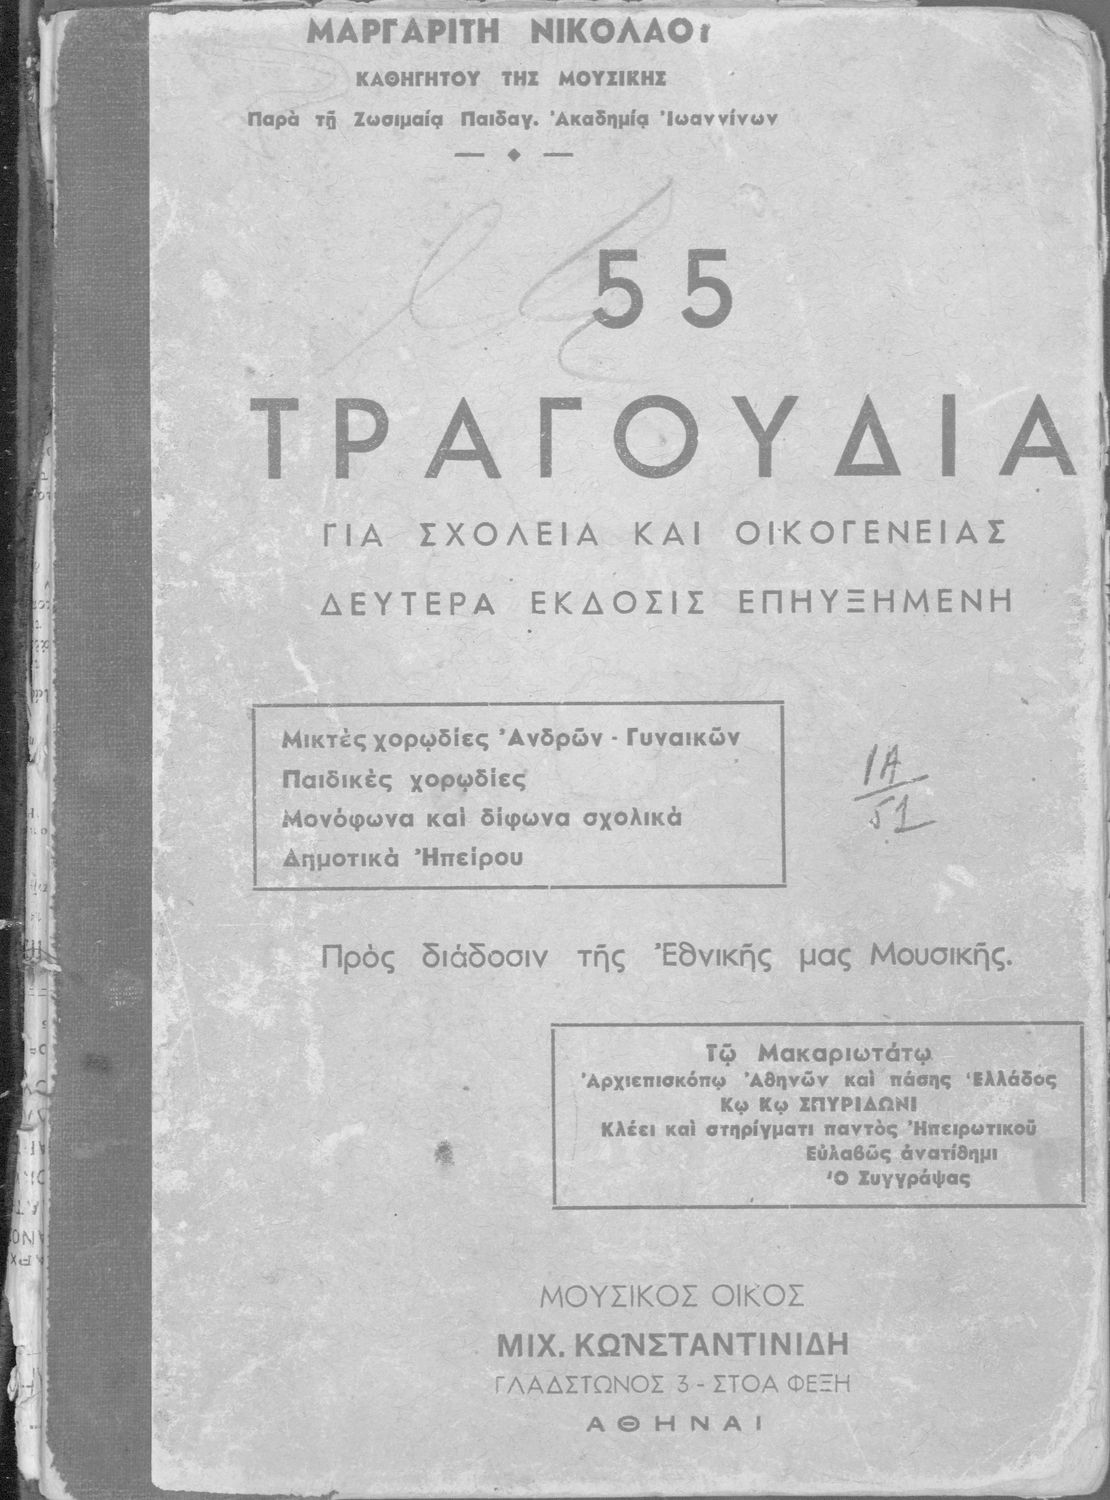 ΜΑΡΓΑΡΙΤΗ ΝΙΚΟΛΑΟΥ
ΚΑΘΗΓΗΤΟΥ ΤΗΣ ΜΟΥΣΙΚΗΣ
Παρὰ τῇ Ζωσιμαίᾳ Παιδαγ. Ἀκαδημίᾳ Ἰωαννίνων
55
ΤΡΑΓΟΥΔΙΑ
ΓΙΑ ΣΧΟΛΕΙΑ ΚΑΙ ΟΙΚΟΓΕΝΕΙΑΣ
ΔΕΥΤΕΡΑ ΕΚΔΟΣΙΣ ΕΠΗΥΞΗΜΕΝΗ
Μικτὲς χορῳδίες Ἀνδρῶν - Γυναικῶν
Παιδικὲς χορῳδίες
Μονόφωνα καὶ δίφωνα σχολικὰ
Δημοτικὰ Ἠπείρου
1Α
51
Πρὸς διάδοσιν τῆς Ἐθνικῆς μας Μουσικῆς.
Τῷ Μακαριωτάτῳ
Ἀρχιεπισκόπῳ Ἀθηνῶν καὶ πάσης Ἑλλάδος
Κῳ Κῳ ΣΠΥΡΙΔΩΝΙ
Κλέει καὶ στηρίγματι παντὸς Ἠπειρωτικοῦ
Εὐλαβῶς ἀνατίθημι
Ὁ Συγγράψας
ΜΟΥΣΙΚΟΣ ΟΙΚΟΣ
ΜΙΧ. ΚΩΝΣΤΑΝΤΙΝΙΔΗ
ΓΛΑΔΣΤΩΝΟΣ 3 - ΣΤΟΑ ΦΕΞΗ
ΑΘΗΝΑΙ